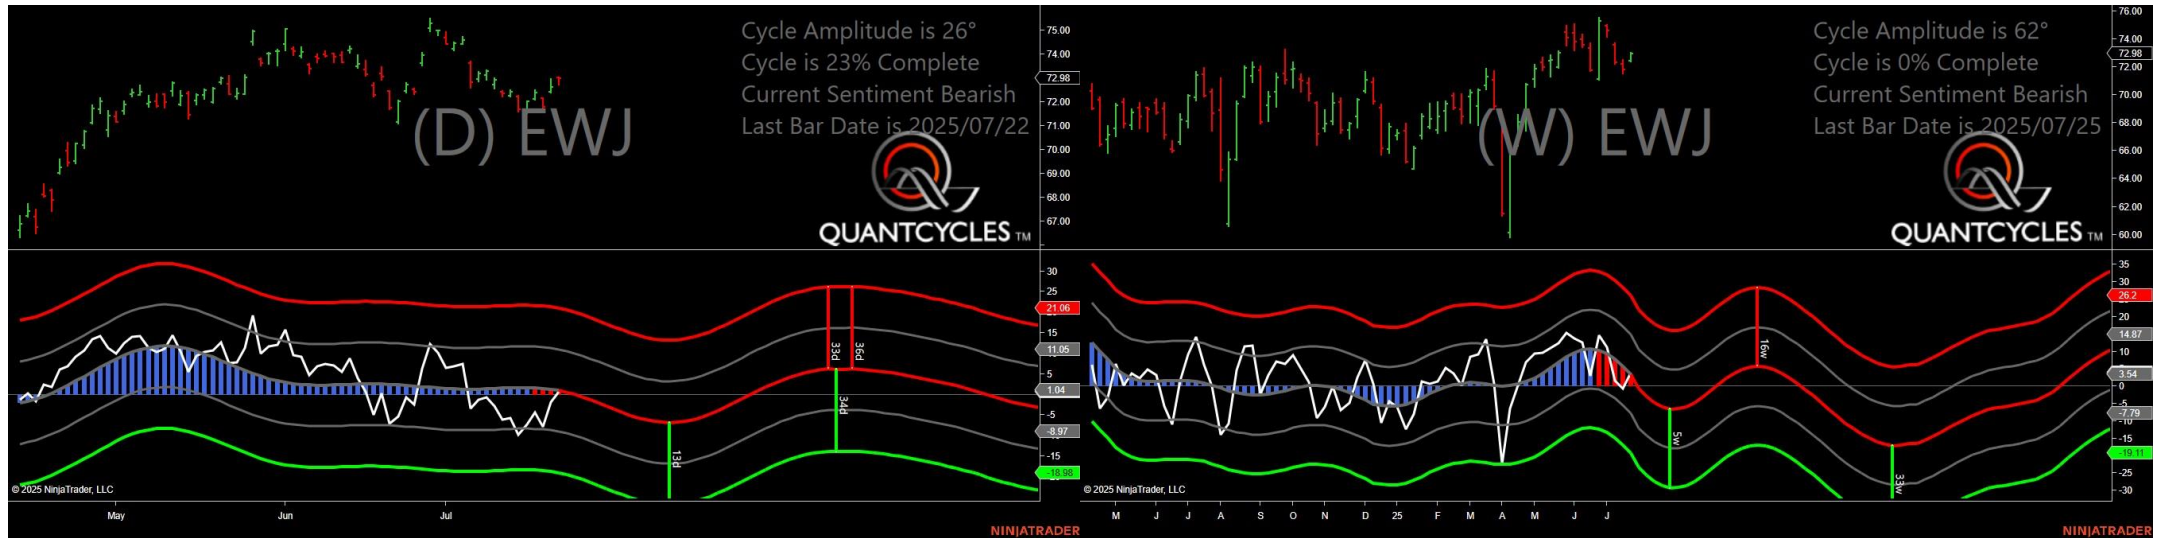 Cycle Amplitude is 26°
Cycle is 23% Complete
Current Sentiment Bearish
Last Bar Date is 2025/07/22
(D) EWJ
QUANTCYCLES TM
75.00
74.00
72.98
72.00
71.00
70.00
69.00
68.00
67.00
30
25
21.06
15
11.05
5
1.04
-5
-8.97
-15
-18.98
33d
36d
34d
13d
© 2025 NinjaTrader, LLC
May
Jun
Jul
NINJATRADER
Cycle Amplitude is 62°
Cycle is 0% Complete
Current Sentiment Bearish
Last Bar Date is 2025/07/25
(W) EWJ
QUANTCYCLES TM
76.00
74.00
72.98
72.00
70.00
68.00
66.00
64.00
62.00
60.00
35
30
26.2
20
14.87
10
3.54
0
-5
-7.79
-10
-15
-19.11
-25
-30
16w
5w
33w
© 2025 NinjaTrader, LLC
M
J
J
A
S
O
N
D
25
F
M
A
M
J
J
NINJATRADER